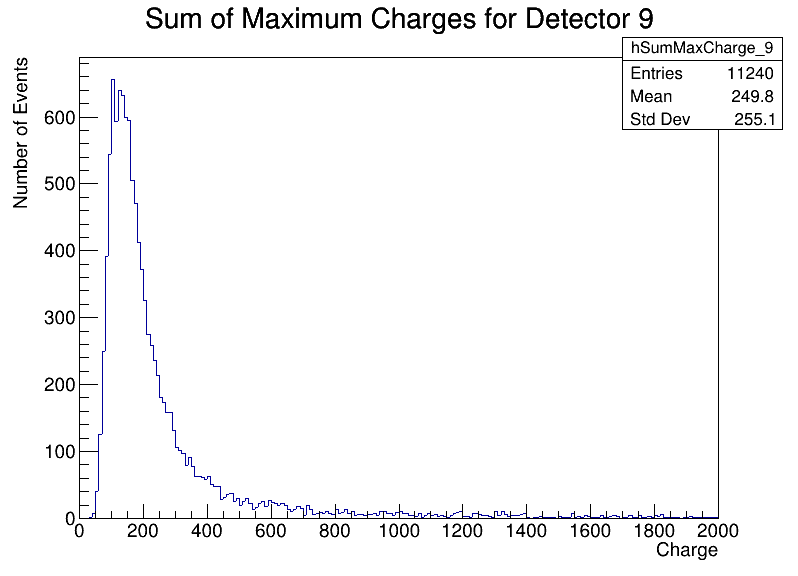 Sum of Maximum Charges for Detector 9
hSumMaxCharge_9
Entries 11240
Mean 249.8
Std Dev 255.1
Number of Events
600
500
400
300
200
100
0
0 200 400 600 800 1000 1200 1400 1600 1800 2000
Charge